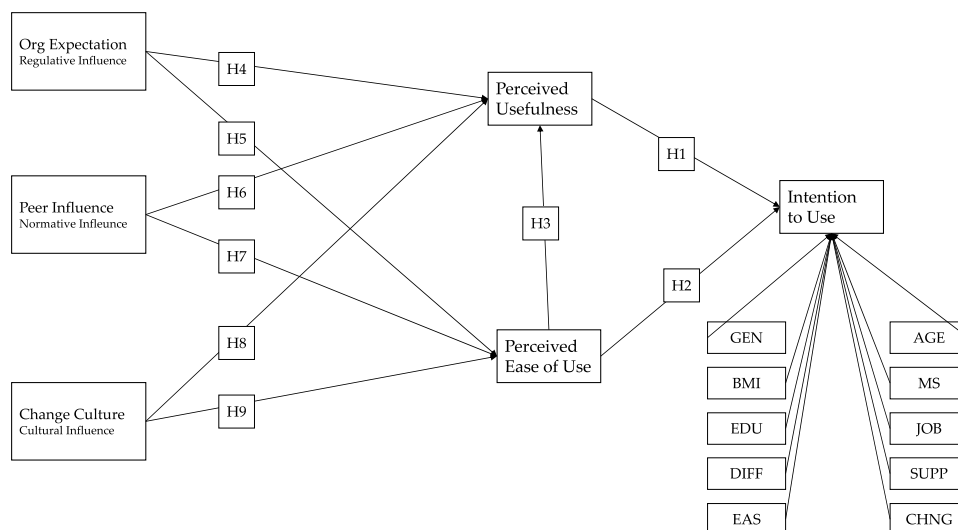 Org Expectation
Regulative Influence
H4
Perceived
Usefulness
H5
H1
H6
Peer Influence
Normative Infleunce
Intention
to Use
H3
H7
H2
H8
Perceived
Ease of Use
Change Culture
Cultural Influence
H9
GEN
AGE
BMI
MS
EDU
JOB
DIFF
SUPP
EAS
CHNG